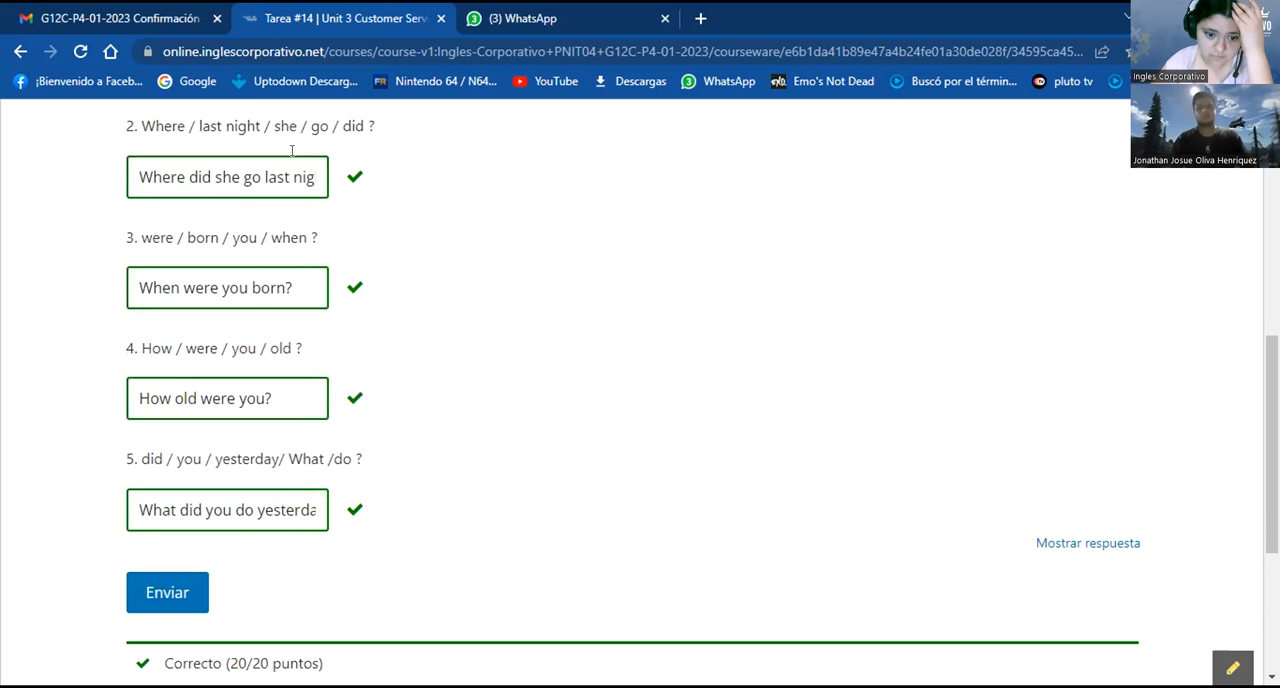 G12C-P4-01-2023 Confirmación
Tarea #14 | Unit 3 Customer Serv
(3) WhatsApp
online.inglescorporativo.net/courses/course-v1:Ingles-Corporativo+PNIT04+G12C-P4-01-2023/courseware/e6b1da41b89e47a4b24fe01a30de028f/34595ca45...
¡Bienvenido a Faceb...
Google
Uptodown Descarg...
Nintendo 64 / N64...
YouTube
Descargas
WhatsApp
Emo's Not Dead
Buscó por el términ...
pluto tv
Ingles Corporativo
Jonathan Josue Oliva Henriquez
2. Where / last night / she / go / did ?
Where did she go last nig
3. were / born / you / when ?
When were you born?
4. How / were / you / old ?
How old were you?
5. did / you / yesterday/ What /do ?
What did you do yesterda
Mostrar respuesta
Enviar
Correcto (20/20 puntos)